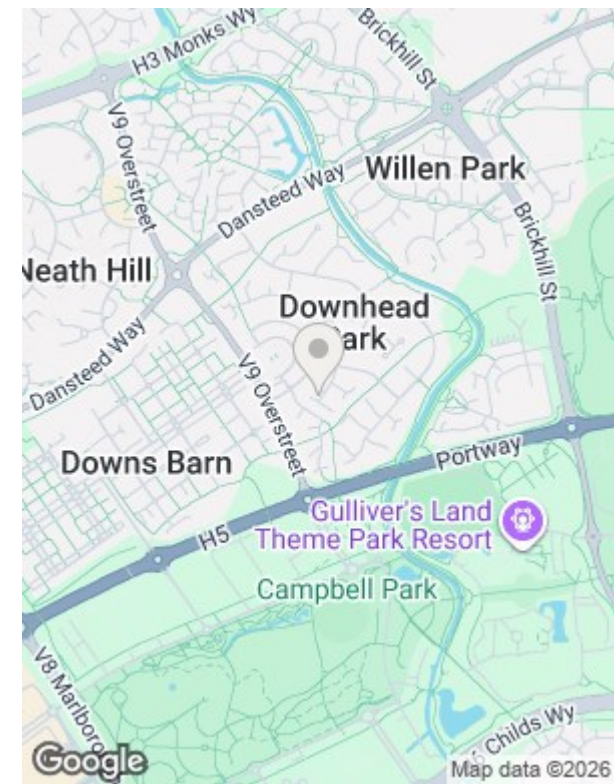 H3 Monks Wy
Brickhill St
V9 Overstreet
Dansteed Way
Willen Park
Brickhill St
Neath Hill
Downhead
Park
Dansteed Way
V9 Overstreet
Downs Barn
Portway
H5
Gulliver's Land
Theme Park Resort
Campbell Park
V8 Marlboro
Childs Wy
Google
Map data ©2026